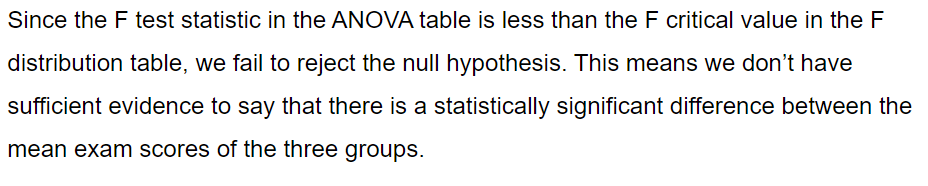 Since the F test statistic in the ANOVA table is less than the F critical value in the F
distribution table, we fail to reject the null hypothesis. This means we don’t have
sufficient evidence to say that there is a statistically significant difference between the
mean exam scores of the three groups.